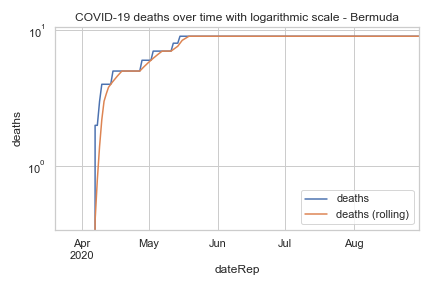 COVID-19 deaths over time with logarithmic scale - Bermuda
10¹
10⁰
deaths
deaths
deaths (rolling)
Apr
2020
May
Jun
Jul
Aug
dateRep